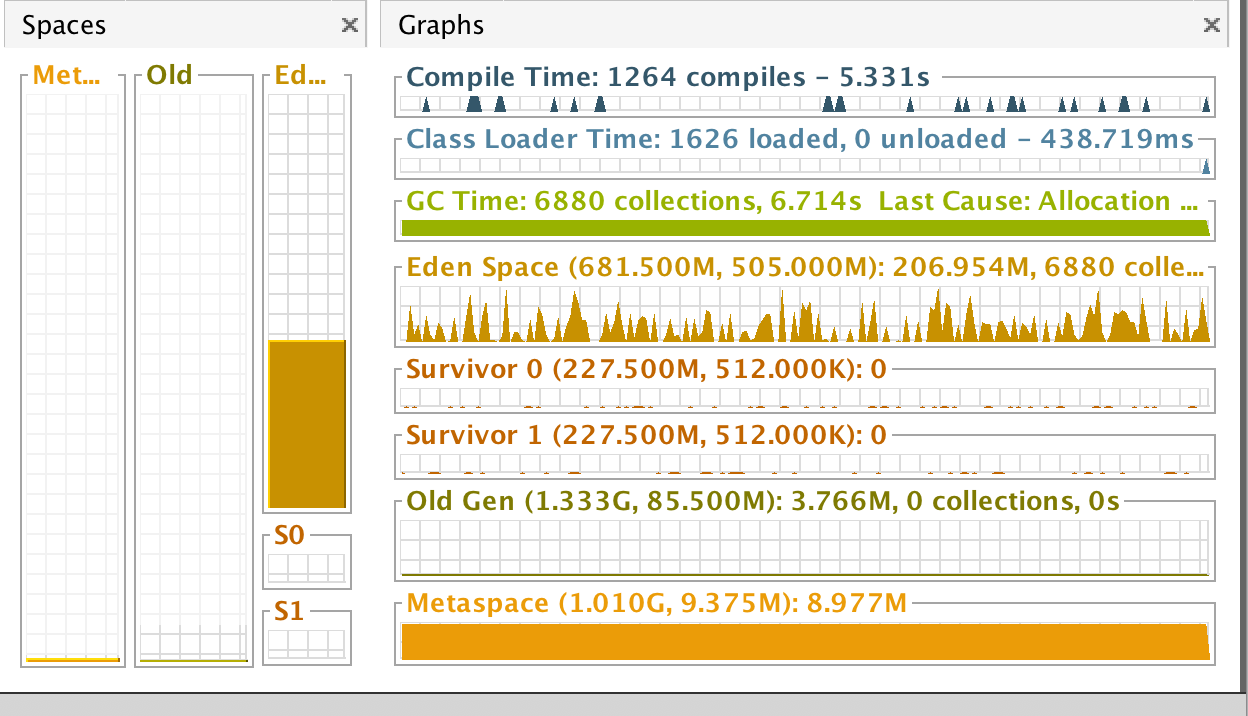 Spaces
Graphs
Met...
Old
Ed...
S0
S1
Compile Time: 1264 compiles – 5.331s
Class Loader Time: 1626 loaded, 0 unloaded – 438.719ms
GC Time: 6880 collections, 6.714s  Last Cause: Allocation ...
Eden Space (681.500M, 505.000M): 206.954M, 6880 colle...
Survivor 0 (227.500M, 512.000K): 0
Survivor 1 (227.500M, 512.000K): 0
Old Gen (1.333G, 85.500M): 3.766M, 0 collections, 0s
Metaspace (1.010G, 9.375M): 8.977M